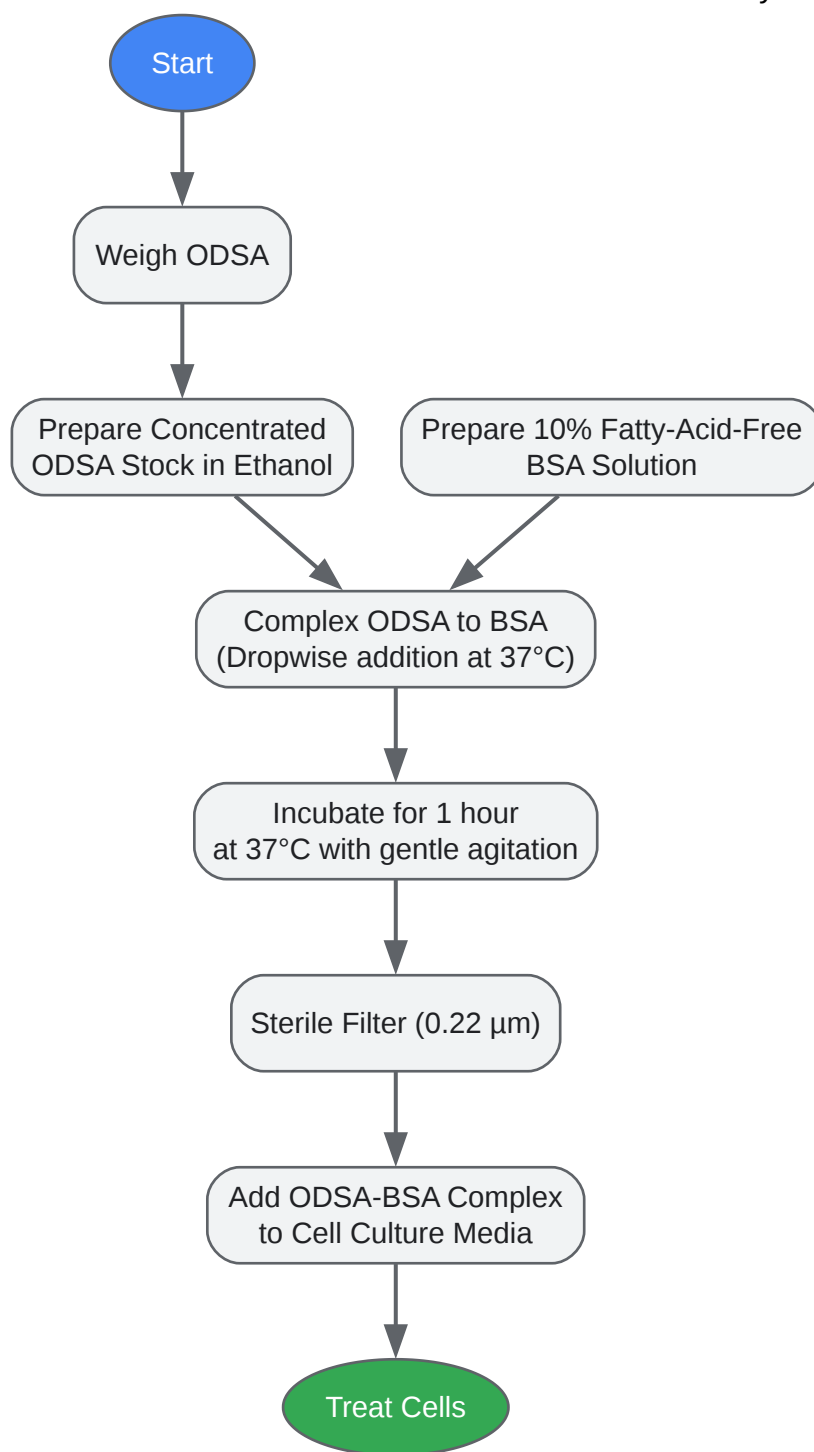 Start
Weigh ODSA
Prepare Concentrated
ODSA Stock in Ethanol
Prepare 10% Fatty-Acid-Free
BSA Solution
Complex ODSA to BSA
(Dropwise addition at 37°C)
Incubate for 1 hour
at 37°C with gentle agitation
Sterile Filter (0.22 µm)
Add ODSA-BSA Complex
to Cell Culture Media
Treat Cells